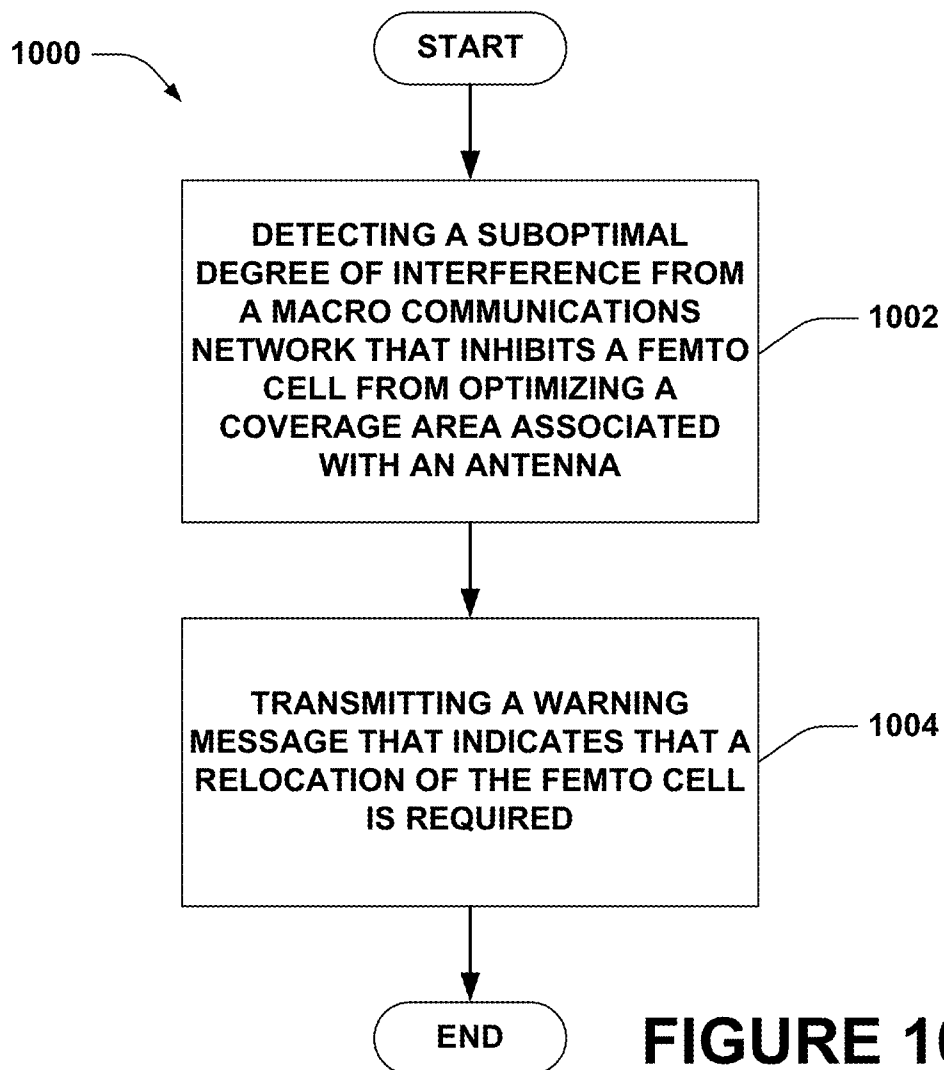 START
1000
DETECTING A SUBOPTIMAL
DEGREE OF INTERFERENCE FROM
A MACRO COMMUNICATIONS
NETWORK THAT INHIBITS A FEMTO
CELL FROM OPTIMIZING A
COVERAGE AREA ASSOCIATED
WITH AN ANTENNA
1002
TRANSMITTING A WARNING
MESSAGE THAT INDICATES THAT A
RELOCATION OF THE FEMTO CELL
IS REQUIRED
1004
END
FIGURE 10